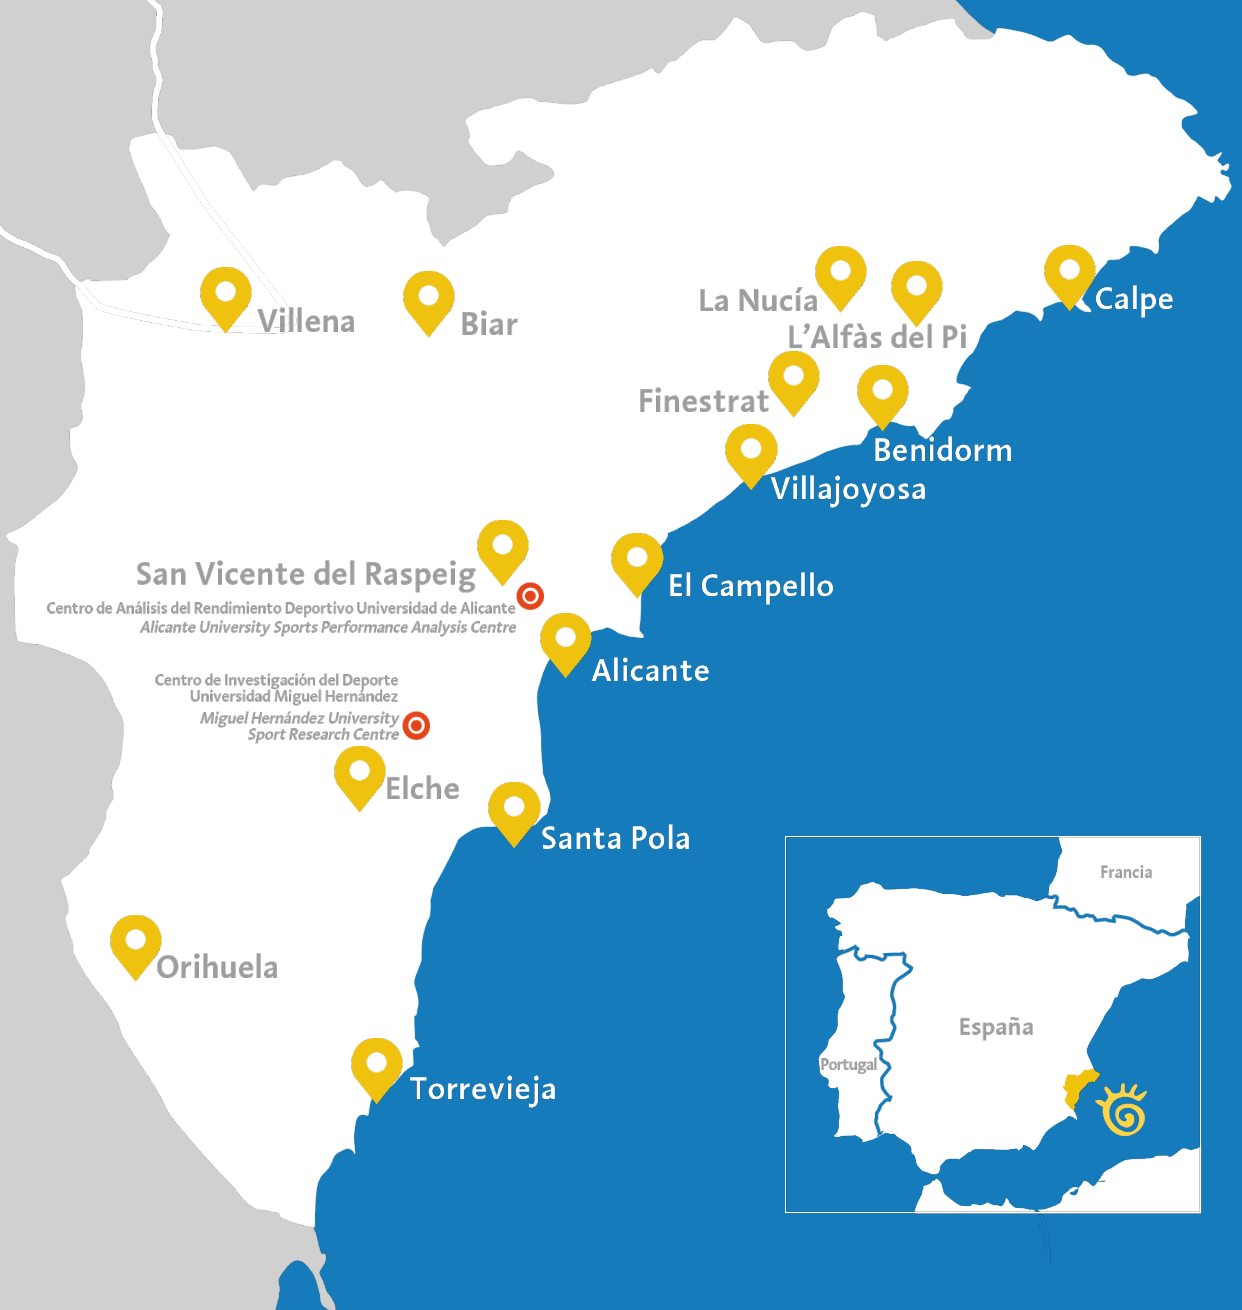 La Nucía
Calpe
Villena
Biar
L’Alfàs del Pi
Finestrat
Benidorm
Villajoyosa
San Vicente del Raspeig
El Campello
Centro de Análisis del Rendimiento Deportivo Universidad de Alicante
Alicante University Sports Performance Analysis Centre
Alicante
Centro de Investigación del Deporte
Universidad Miguel Hernández
Miguel Hernández University
Sport Research Centre
Elche
Santa Pola
Francia
Orihuela
España
Portugal
Torrevieja